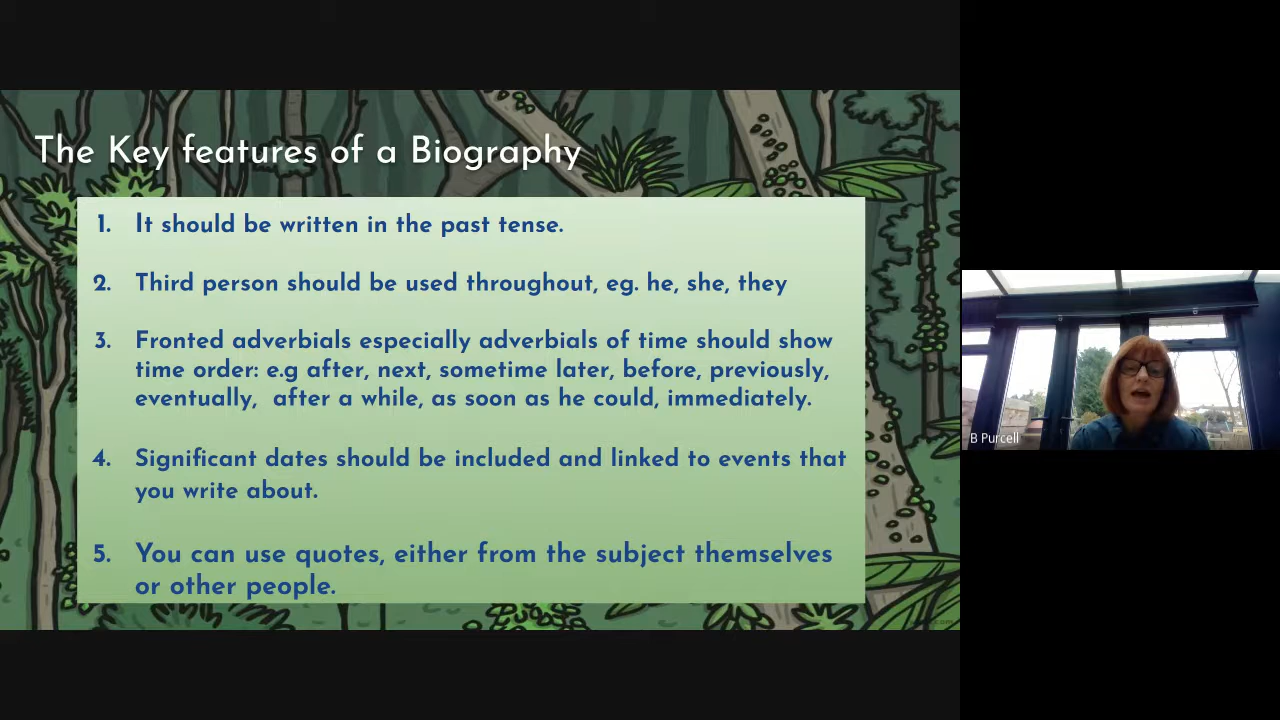 The Key features of a Biography
1. It should be written in the past tense.
2. Third person should be used throughout, eg. he, she, they
3. Fronted adverbials especially adverbials of time should show
time order: e.g after, next, sometime later, before, previously,
eventually, after a while, as soon as he could, immediately.
4. Significant dates should be included and linked to events that
you write about.
5. You can use quotes, either from the subject themselves
or other people.
B Purcell